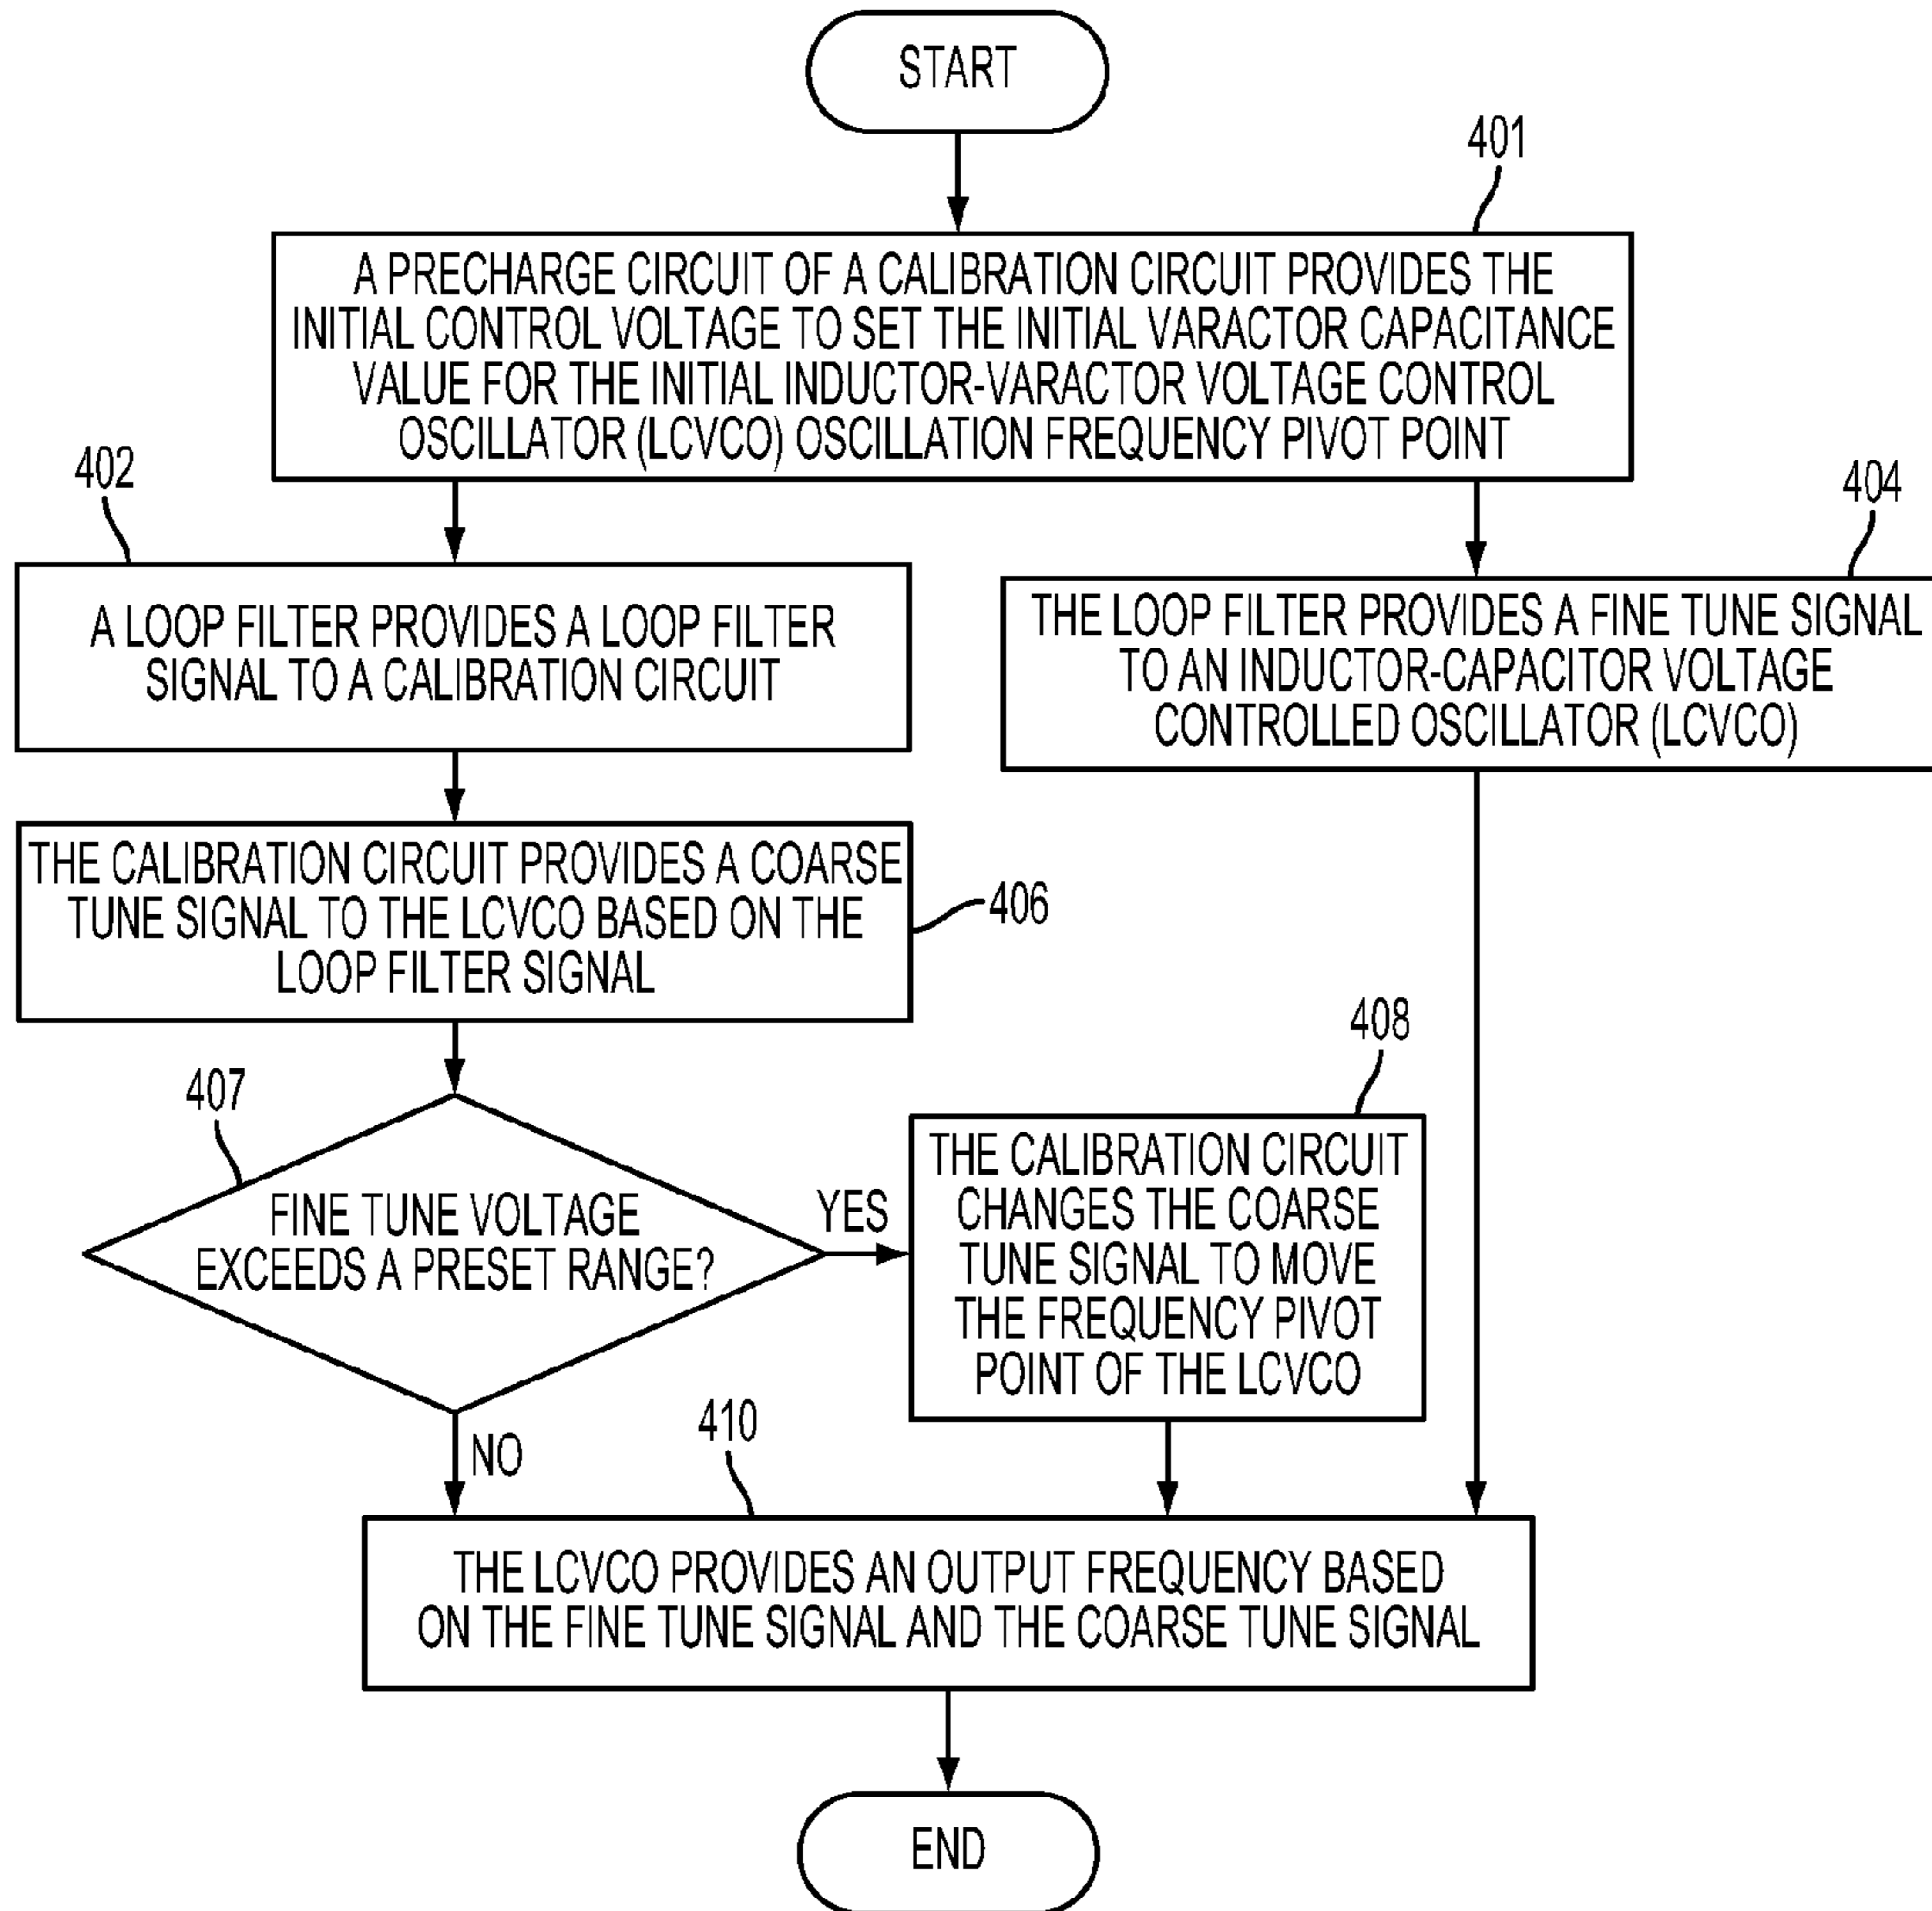 START
401
A PRECHARGE CIRCUIT OF A CALIBRATION CIRCUIT PROVIDES THE
INITIAL CONTROL VOLTAGE TO SET THE INITIAL VARACTOR CAPACITANCE
VALUE FOR THE INITIAL INDUCTOR-VARACTOR VOLTAGE CONTROL
OSCILLATOR (LCVCO) OSCILLATION FREQUENCY PIVOT POINT
402
404
A LOOP FILTER PROVIDES A LOOP FILTER
SIGNAL TO A CALIBRATION CIRCUIT
THE LOOP FILTER PROVIDES A FINE TUNE SIGNAL
TO AN INDUCTOR-CAPACITOR VOLTAGE
CONTROLLED OSCILLATOR (LCVCO)
THE CALIBRATION CIRCUIT PROVIDES A COARSE
TUNE SIGNAL TO THE LCVCO BASED ON THE
LOOP FILTER SIGNAL
406
407
FINE TUNE VOLTAGE
EXCEEDS A PRESET RANGE?
YES
408
THE CALIBRATION CIRCUIT
CHANGES THE COARSE
TUNE SIGNAL TO MOVE
THE FREQUENCY PIVOT
POINT OF THE LCVCO
NO
410
THE LCVCO PROVIDES AN OUTPUT FREQUENCY BASED
ON THE FINE TUNE SIGNAL AND THE COARSE TUNE SIGNAL
END